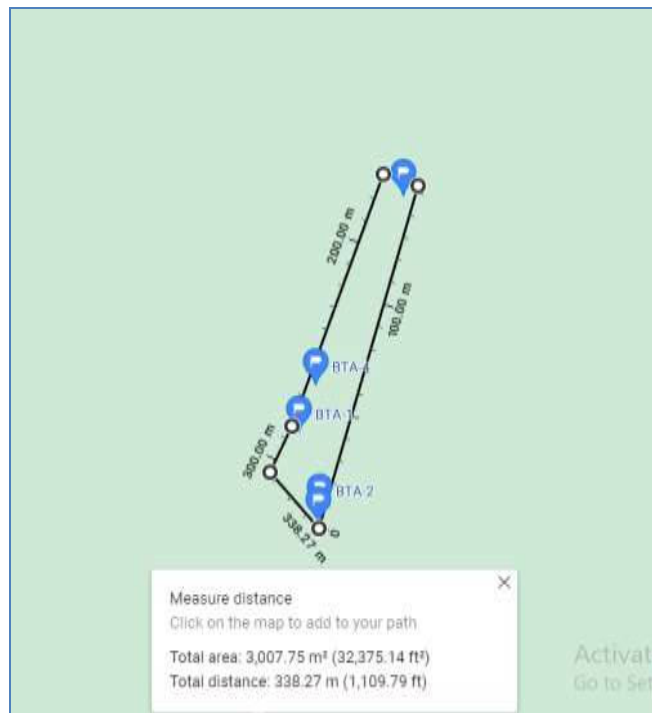 200.00 m
100.00 m
BTA-4
BTA-1
300.00 m
BTA-2
338.27 m
0
Measure distance
Click on the map to add to your path
Total area: 3,007.75 m² (32,375.14 ft²)
Total distance: 338.27 m (1,109.79 ft)
Activat
Go to Set